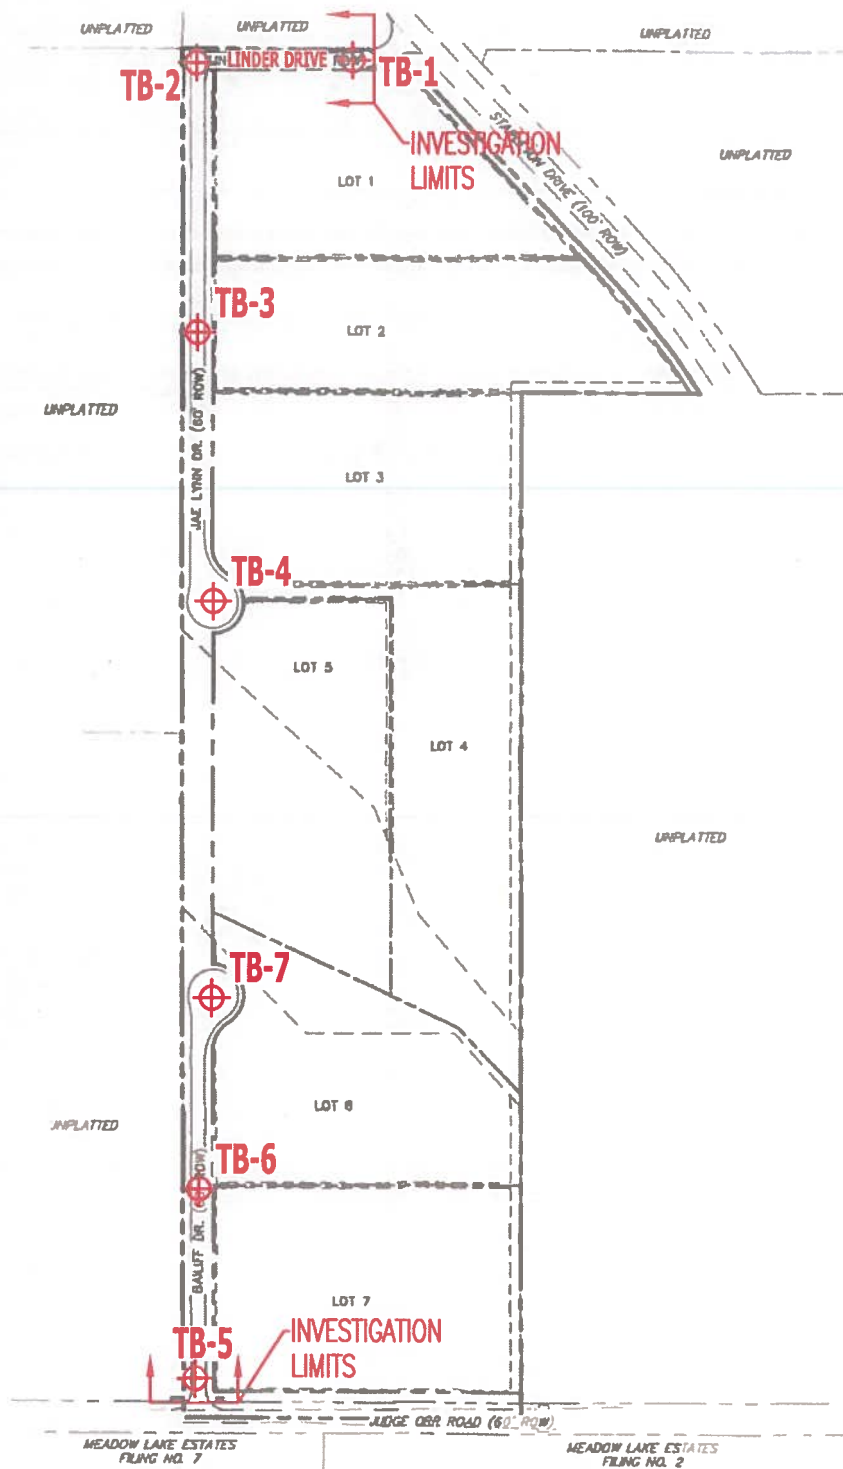 UNPLATTED
UNPLATTED
UNPLATTED
LINDER DRIVE
TB-2
TB-1
INVESTIGATION
LIMITS
DRIVE (100' ROW)
UNPLATTED
LOT 1
TB-3
LOT 2
UNPLATTED
JAE LYNN DR. (60' ROW)
LOT 3
TB-4
LOT 5
LOT 4
UNPLATTED
TB-7
LOT 6
UNPLATTED
TB-6
DR. ROW)
LOT 7
TB-5
INVESTIGATION
LIMITS
JUDGE ORR ROAD (60' ROW)
MEADOW LAKE ESTATES
FILING NO. 7
MEADOW LAKE ESTATES
FILING NO. 2